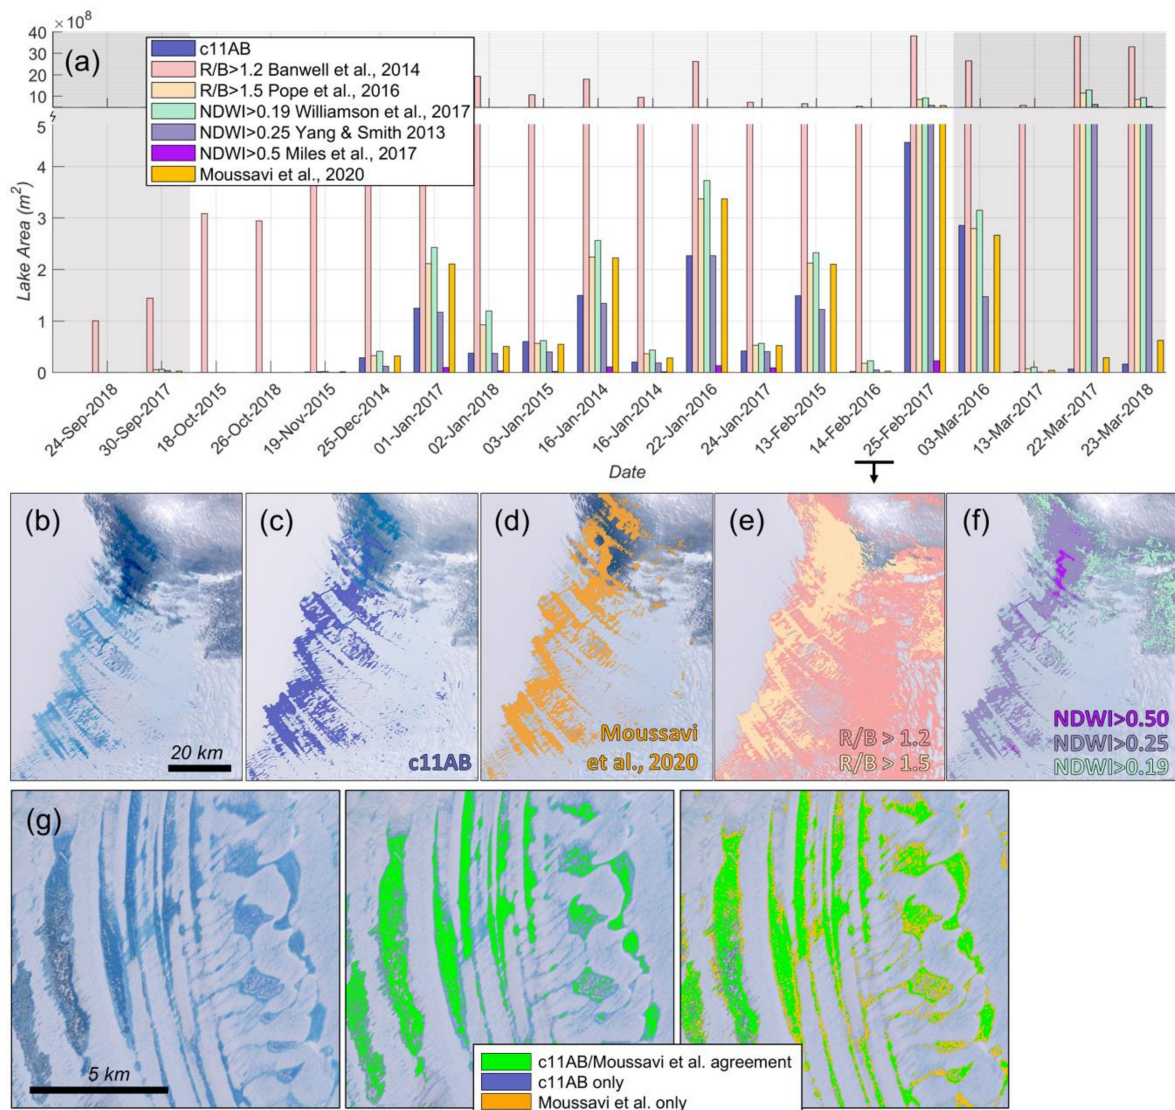 ×10⁸
40
30
20
10
(a)
c11AB
R/B>1.2 Banwell et al., 2014
R/B>1.5 Pope et al., 2016
NDWI>0.19 Williamson et al., 2017
NDWI>0.25 Yang & Smith 2013
NDWI>0.5 Miles et al., 2017
Moussavi et al., 2020
Lake Area (m²)
5
4
3
2
1
0
24-Sep-2018
30-Sep-2017
18-Oct-2015
26-Oct-2018
19-Nov-2015
25-Dec-2014
01-Jan-2017
02-Jan-2018
03-Jan-2015
16-Jan-2014
16-Jan-2014
22-Jan-2016
24-Jan-2017
13-Feb-2015
14-Feb-2016
25-Feb-2017
03-Mar-2016
13-Mar-2017
22-Mar-2017
23-Mar-2018
Date
(b)
20 km
(c)
c11AB
(d)
Moussavi
et al., 2020
(e)
R/B > 1.2
R/B > 1.5
(f)
NDWI>0.50
NDWI>0.25
NDWI>0.19
(g)
5 km
c11AB/Moussavi et al. agreement
c11AB only
Moussavi et al. only